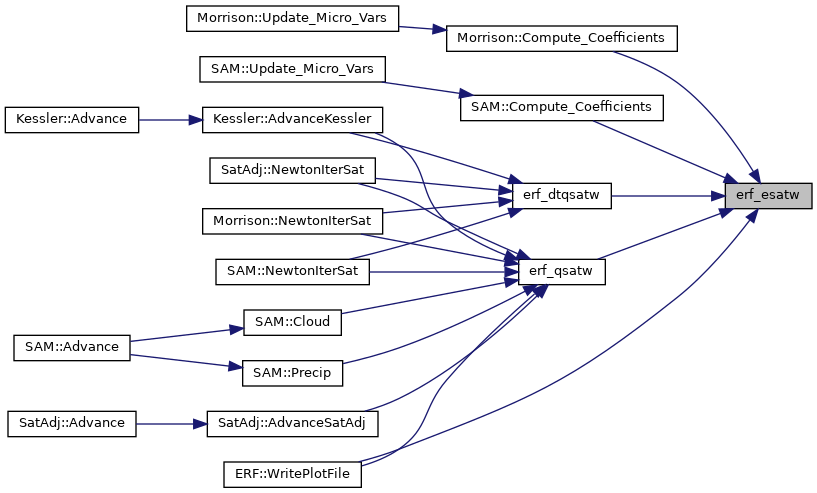 Morrison::Update_Micro_Vars
Morrison::Compute_Coefficients
SAM::Update_Micro_Vars
SAM::Compute_Coefficients
Kessler::Advance
Kessler::AdvanceKessler
SatAdj::NewtonIterSat
erf_dtqsatw
erf_esatw
Morrison::NewtonIterSat
SAM::NewtonIterSat
erf_qsatw
SAM::Cloud
SAM::Advance
SAM::Precip
SatAdj::Advance
SatAdj::AdvanceSatAdj
ERF::WritePlotFile